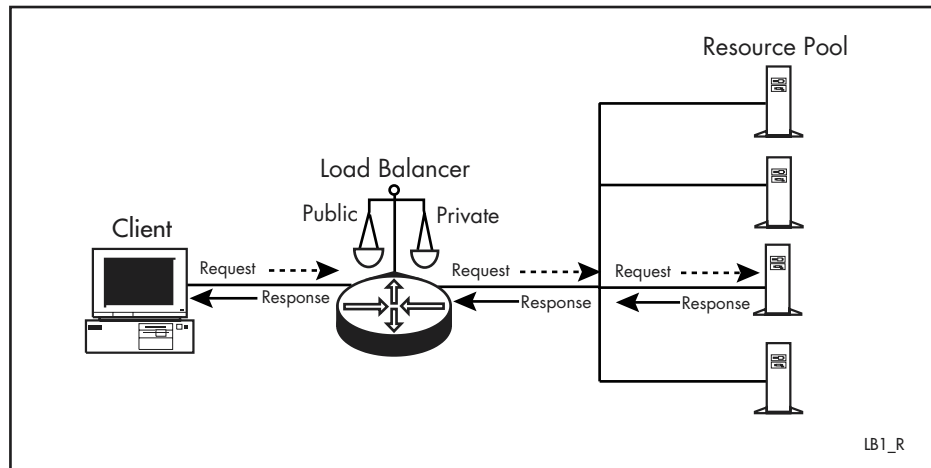 Resource Pool
Load Balancer
Public Private
Client
Request Request Request
Response Response Response
LB1_R